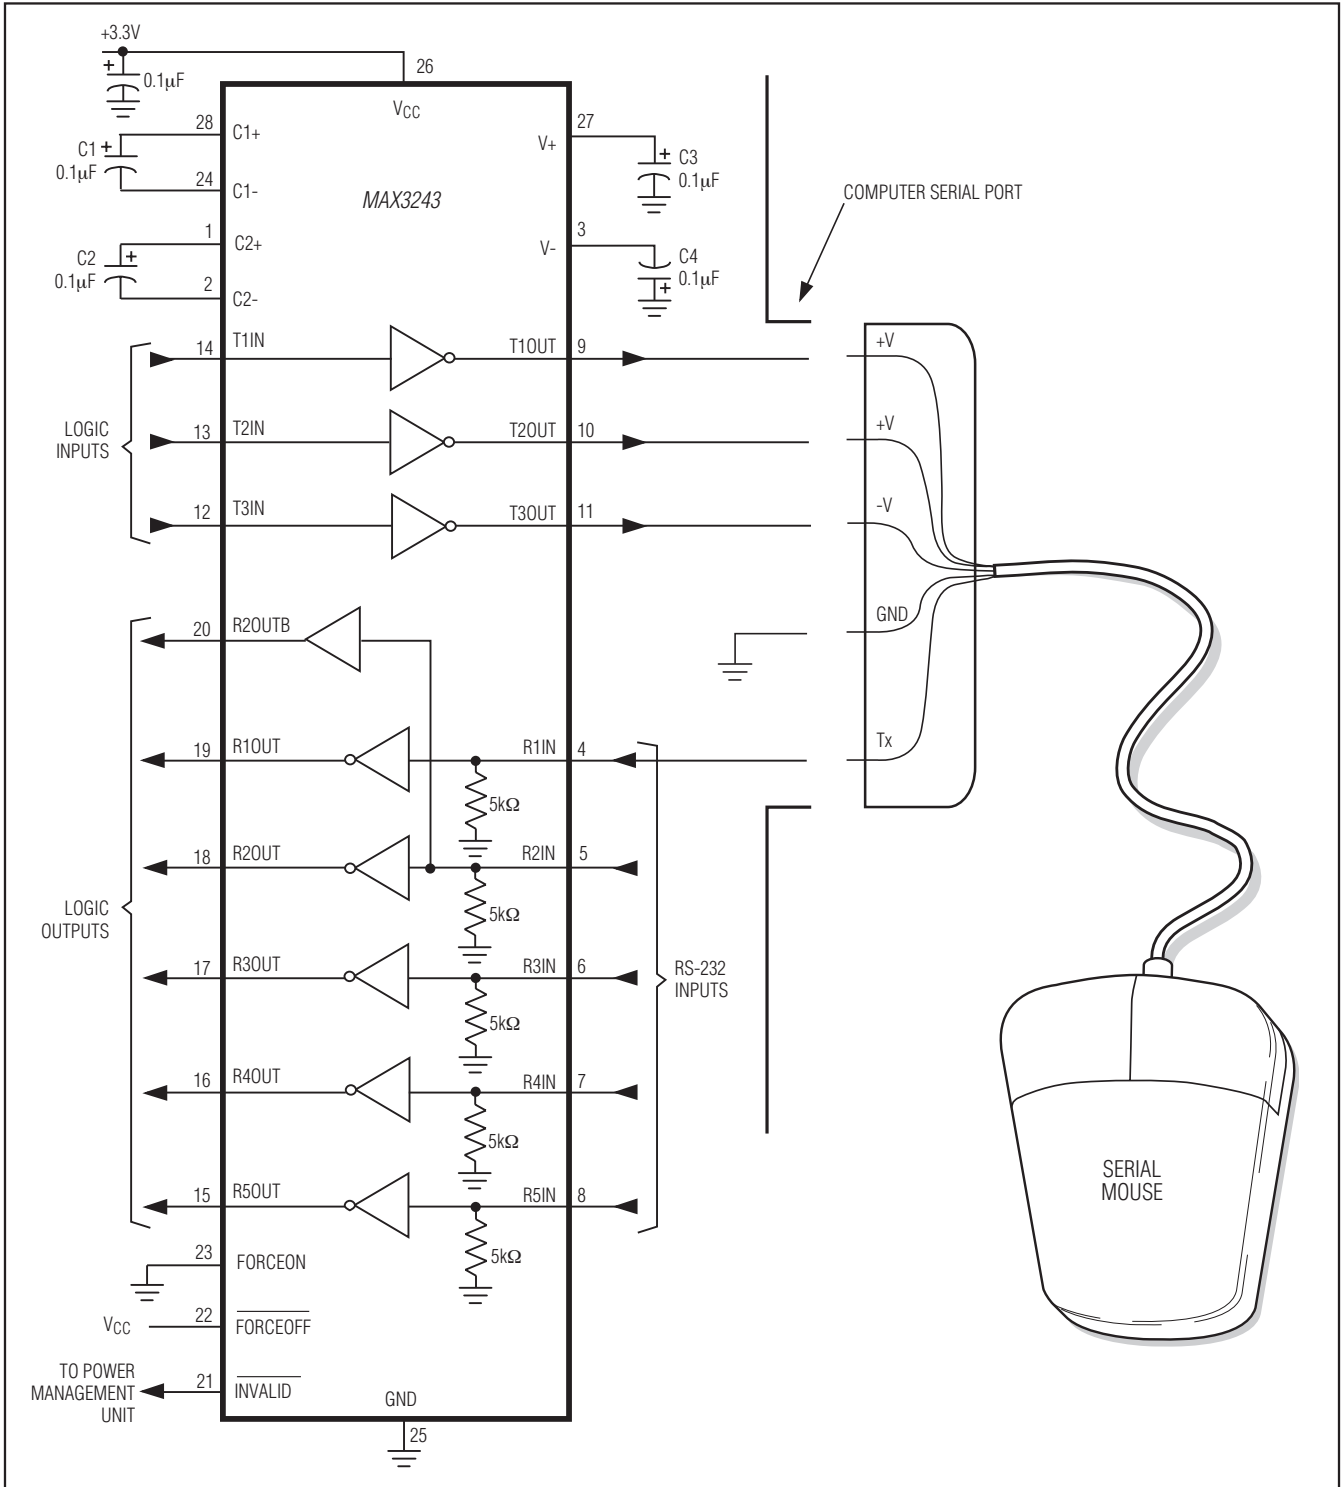 +3.3V
0.1µF
26
VCC
28
C1+
C1
0.1µF
24
C1-
1
C2+
C2
0.1µF
2
C2-
MAX3243
27
V+
C3
0.1µF
3
V-
C4
0.1µF
COMPUTER SERIAL PORT
LOGIC
INPUTS
14
T1IN
T1OUT
9
+V
13
T2IN
T2OUT
10
+V
12
T3IN
T3OUT
11
-V
20
R2OUTB
GND
19
R1OUT
R1IN
4
Tx
5kΩ
18
R2OUT
R2IN
5
5kΩ
LOGIC
OUTPUTS
17
R3OUT
R3IN
6
5kΩ
RS-232
INPUTS
16
R4OUT
R4IN
7
5kΩ
15
R5OUT
R5IN
8
5kΩ
SERIAL
MOUSE
23
FORCEON
VCC
22
FORCEOFF
TO POWER
MANAGEMENT
UNIT
21
INVALID
GND
25